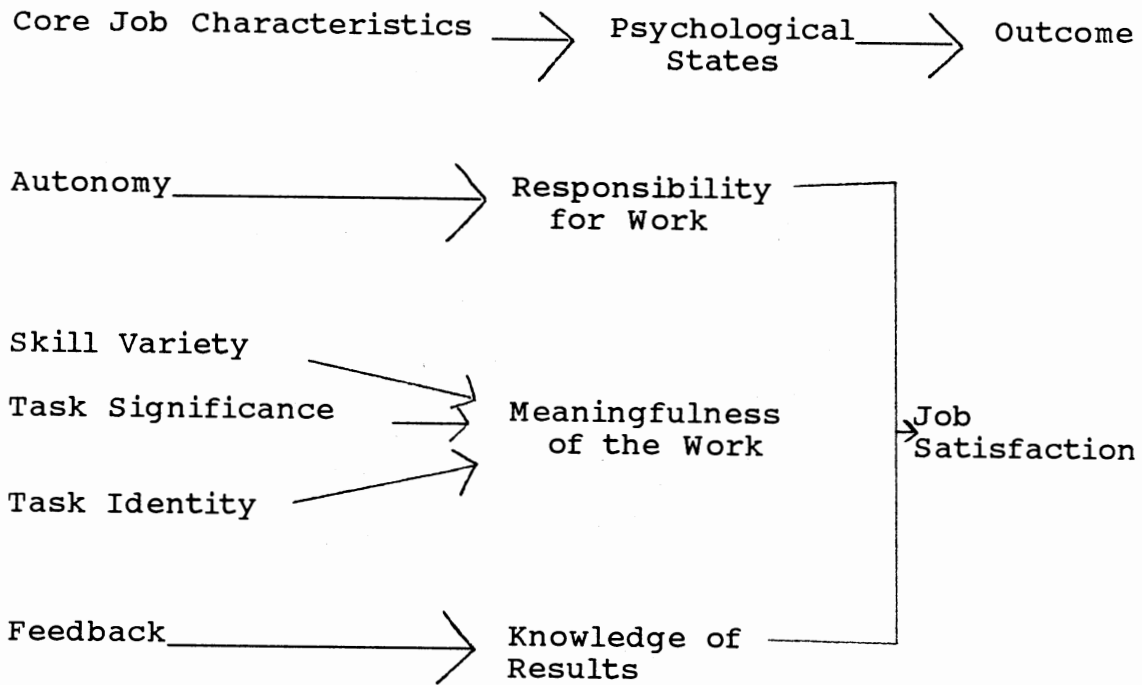 Core Job Characteristics Psychological States Outcome
Autonomy Responsibility for Work
Skill Variety
Task Significance Meaningfulness of the Work Job Satisfaction
Task Identity
Feedback Knowledge of Results